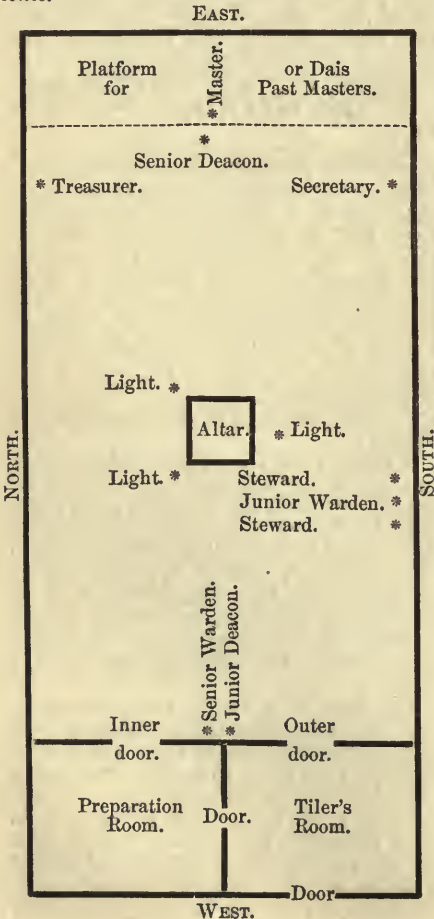 EAST.
Platform or Dais
for Past Masters.
Master.
Senior Deacon.
Treasurer. Secretary.
Light.
Altar. Light.
NORTH. SOUTH.
Light. Steward.
Junior Warden.
Steward.
Senior Warden.
Junior Deacon.
Inner Outer
door. door.
Preparation Door. Tiler's
Room. Room.
Door
WEST.